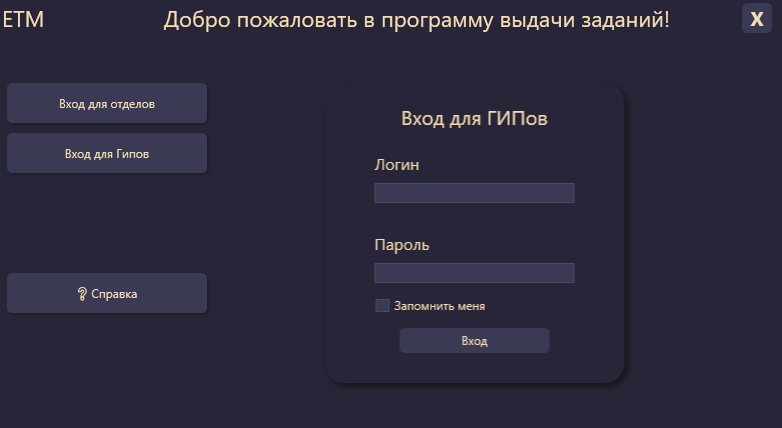 ETM
Добро пожаловать в программу выдачи заданий!
X
Вход для отделов
Вход для Гипов
? Справка
Вход для ГИПов
Логин
Пароль
Запомнить меня
Вход